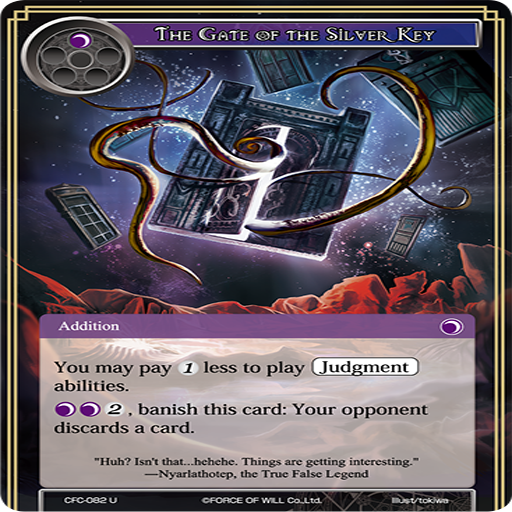 The Gate of the Silver Key
Addition
You may pay 1 less to play Judgment
abilities.
2 , banish this card: Your opponent
discards a card.
"Huh? Isn't that...hehehe. Things are getting interesting."
—Nyarlathotep, the True False Legend
CFC-082 U ©FORCE OF WILL Co.,Ltd. Illust/tokiwa